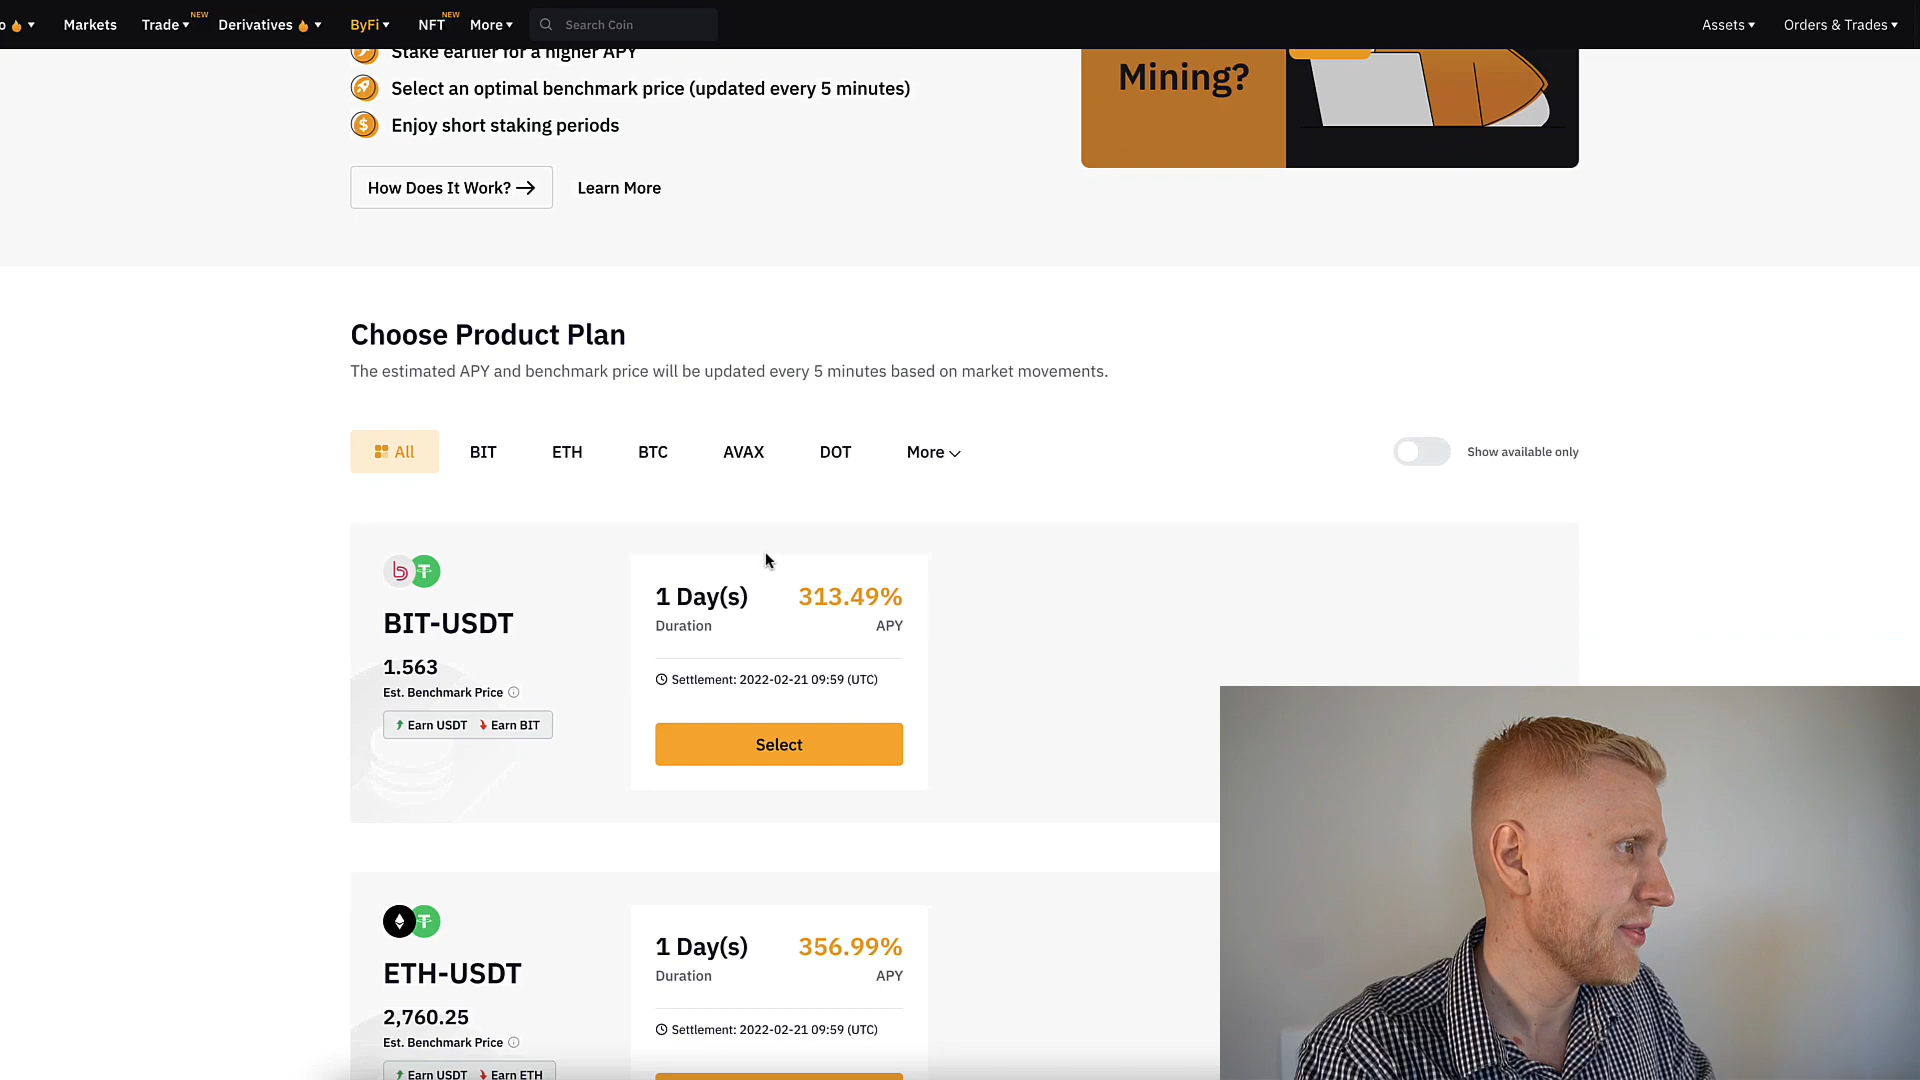 Markets
Trade
NEW
Derivatives
ByFi
NFT
NEW
More
Search Coin
Assets
Orders & Trades
Stake earlier for a higher APY
Select an optimal benchmark price (updated every 5 minutes)
Enjoy short staking periods
How Does It Work?
Learn More
Mining?
Choose Product Plan
The estimated APY and benchmark price will be updated every 5 minutes based on market movements.
All
BIT
ETH
BTC
AVAX
DOT
More
Show available only
BIT-USDT
1.563
Est. Benchmark Price
Earn USDT Earn BIT
1 Day(s) 313.49%
Duration APY
Settlement: 2022-02-21 09:59 (UTC)
Select
ETH-USDT
2,760.25
Est. Benchmark Price
Earn USDT Earn ETH
1 Day(s) 356.99%
Duration APY
Settlement: 2022-02-21 09:59 (UTC)